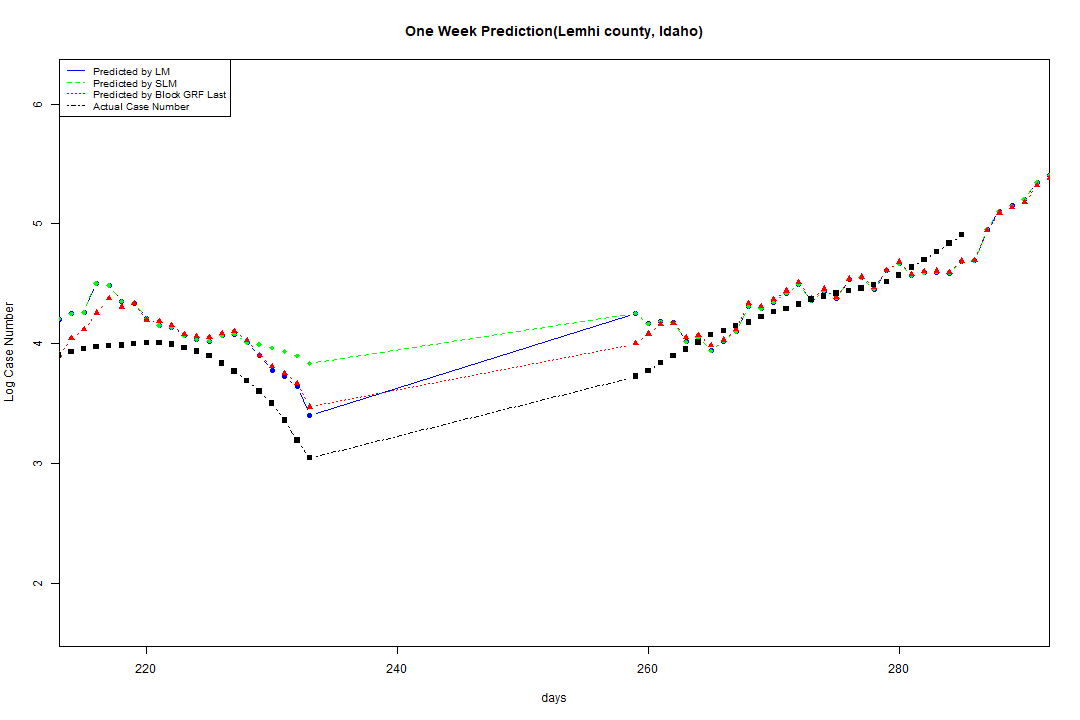 One Week Prediction(Lemhi county, Idaho)
Predicted by LM
Predicted by SLM
Predicted by Block GRF Last
Actual Case Number
Log Case Number
6
5
4
3
2
220 240 260 280
days